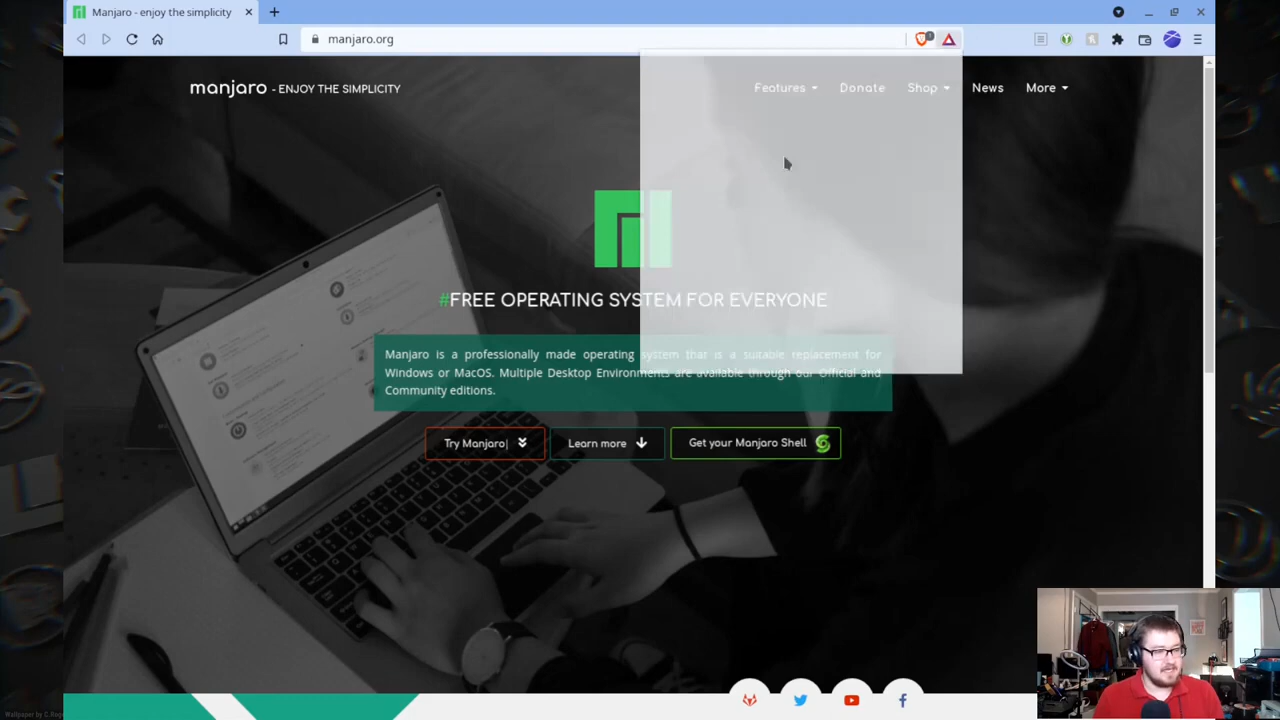 Manjaro - enjoy the simplicity
manjaro.org
manjaro - ENJOY THE SIMPLICITY
Features
Donate
Shop
News
More
#FREE OPERATING SYSTEM FOR EVERYONE
Manjaro is a professionally made operating system that is a suitable replacement for
Windows or MacOS. Multiple Desktop Environments are available through our Official and
Community editions.
Try Manjaro|
Learn more
Get your Manjaro Shell